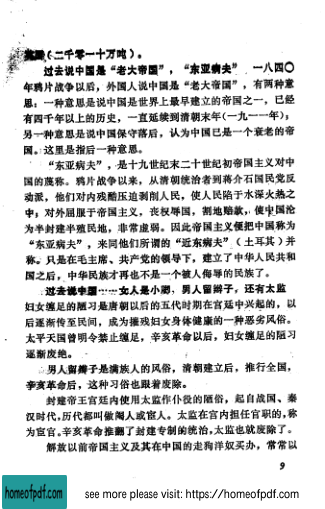 (二千零一十万吨)。
过去说中国是“老大帝国”，“东亚病夫” 一八四〇
年鸦片战争以后，外国人说中国是“老大帝国”，有两种意
思：一种意思是说中国是世界上最早建立的帝国之一，已经
有四千年以上的历史，一直延续到清朝末年(一九一一年)；
另一种意思是说中国保守落后，认为中国已是一个衰老的帝
国。这里是指后一种意思。
“东亚病夫”，是十九世纪末二十世纪初帝国主义对中
国的蔑称。鸦片战争以来，从清朝统治者到蒋介石国民党反
动派，他们对内残酷压迫剥削人民，使人民陷于水深火热之
中；对外屈服于帝国主义，丧权辱国，割地赔款，使中国沦
为半封建半殖民地，非常虚弱。因此帝国主义便把中国称为
“东亚病夫”，来同他们所谓的“近东病夫”(土耳其)并
称。只是在毛主席、共产党的领导下，建立了中华人民共和
国之后，中华民族才再也不是一个被人侮辱的民族了。
过去说中国……女人是小脚，男人留辫子，还有太监
妇女缠足的陋习是唐朝以后的五代时期在宫廷中兴起的，以
后逐渐传至民间，成为摧残妇女身体健康的一种恶劣风俗。
太平天国曾明令禁止缠足，辛亥革命以后，妇女缠足的陋习
逐渐废绝。
男人留辫子是满族人的风俗，清朝建立后，推行全国，
辛亥革命后，这种习俗也跟着废除。
封建帝王宫廷内使用太监作仆役的陋俗，起自战国、秦
汉时代，历代都叫做阉人或宦人。太监在宫内担任官职的，称
为宦官。辛亥革命推翻了封建专制的统治，太监也就废除了。
解放以前帝国主义及其在中国的走狗洋奴买办，常常以
9
homeofpdf.com
see more please visit: https://homeofpdf.com